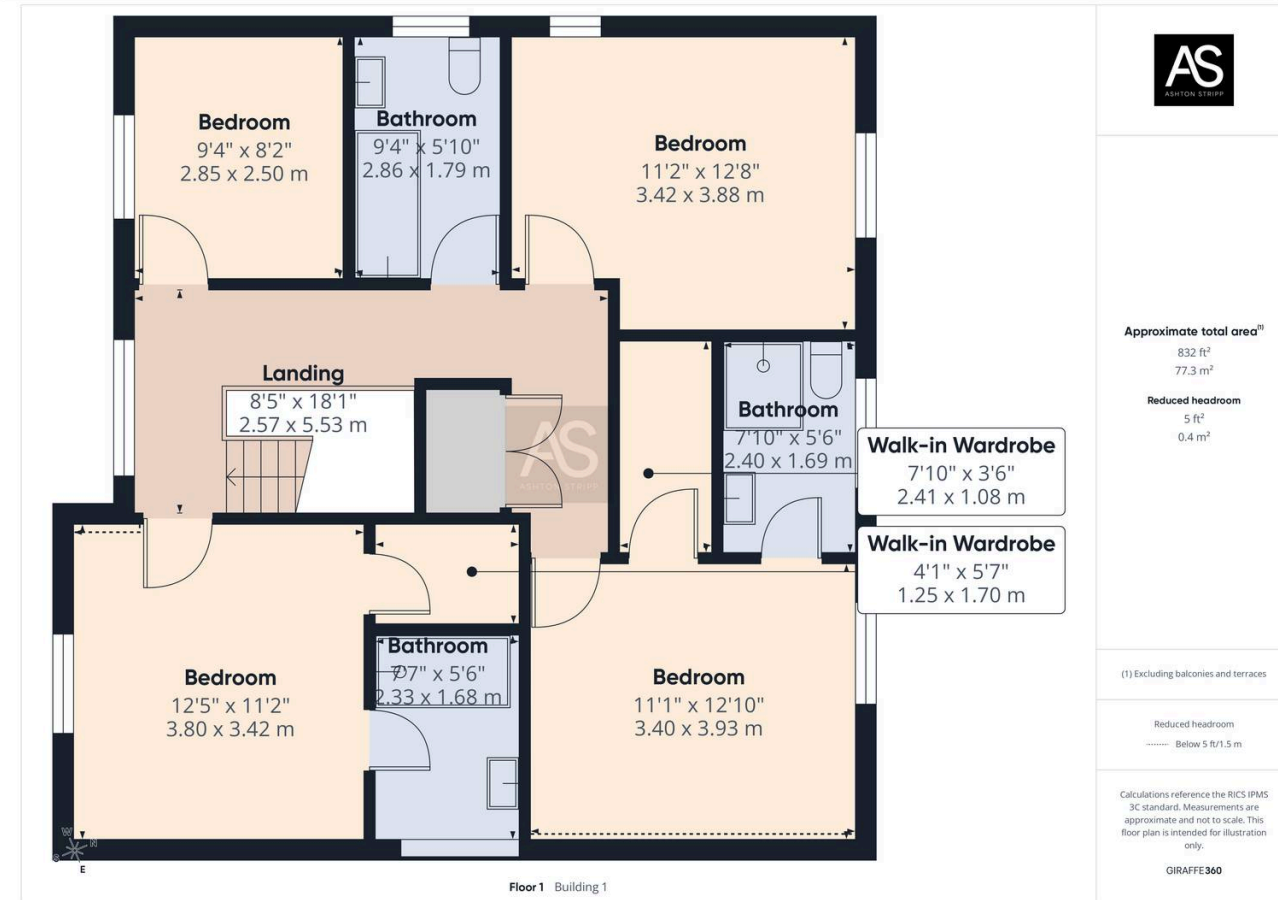 Bedroom
9'4" x 8'2"
2.85 x 2.50 m
Bathroom
9'4" x 5'10"
2.86 x 1.79 m
Bedroom
11'2" x 12'8"
3.42 x 3.88 m
Landing
8'5" x 18'1"
2.57 x 5.53 m
AS
ASHTON STRIPP
Bathroom
7'10" x 5'6"
2.40 x 1.69 m
Walk-in Wardrobe
7'10" x 3'6"
2.41 x 1.08 m
Walk-in Wardrobe
4'1" x 5'7"
1.25 x 1.70 m
Bedroom
12'5" x 11'2"
3.80 x 3.42 m
Bathroom
7'7" x 5'6"
2.33 x 1.68 m
Bedroom
11'1" x 12'10"
3.40 x 3.93 m
W
N
S
E
Floor 1 Building 1
AS
ASHTON STRIPP
Approximate total area(1)
832 ft²
77.3 m²
Reduced headroom
5 ft²
0.4 m²
(1) Excluding balconies and terraces
Reduced headroom
Below 5 ft/1.5 m
Calculations reference the RICS IPMS
3C standard. Measurements are
approximate and not to scale. This
floor plan is intended for illustration
only.
GIRAFFE360